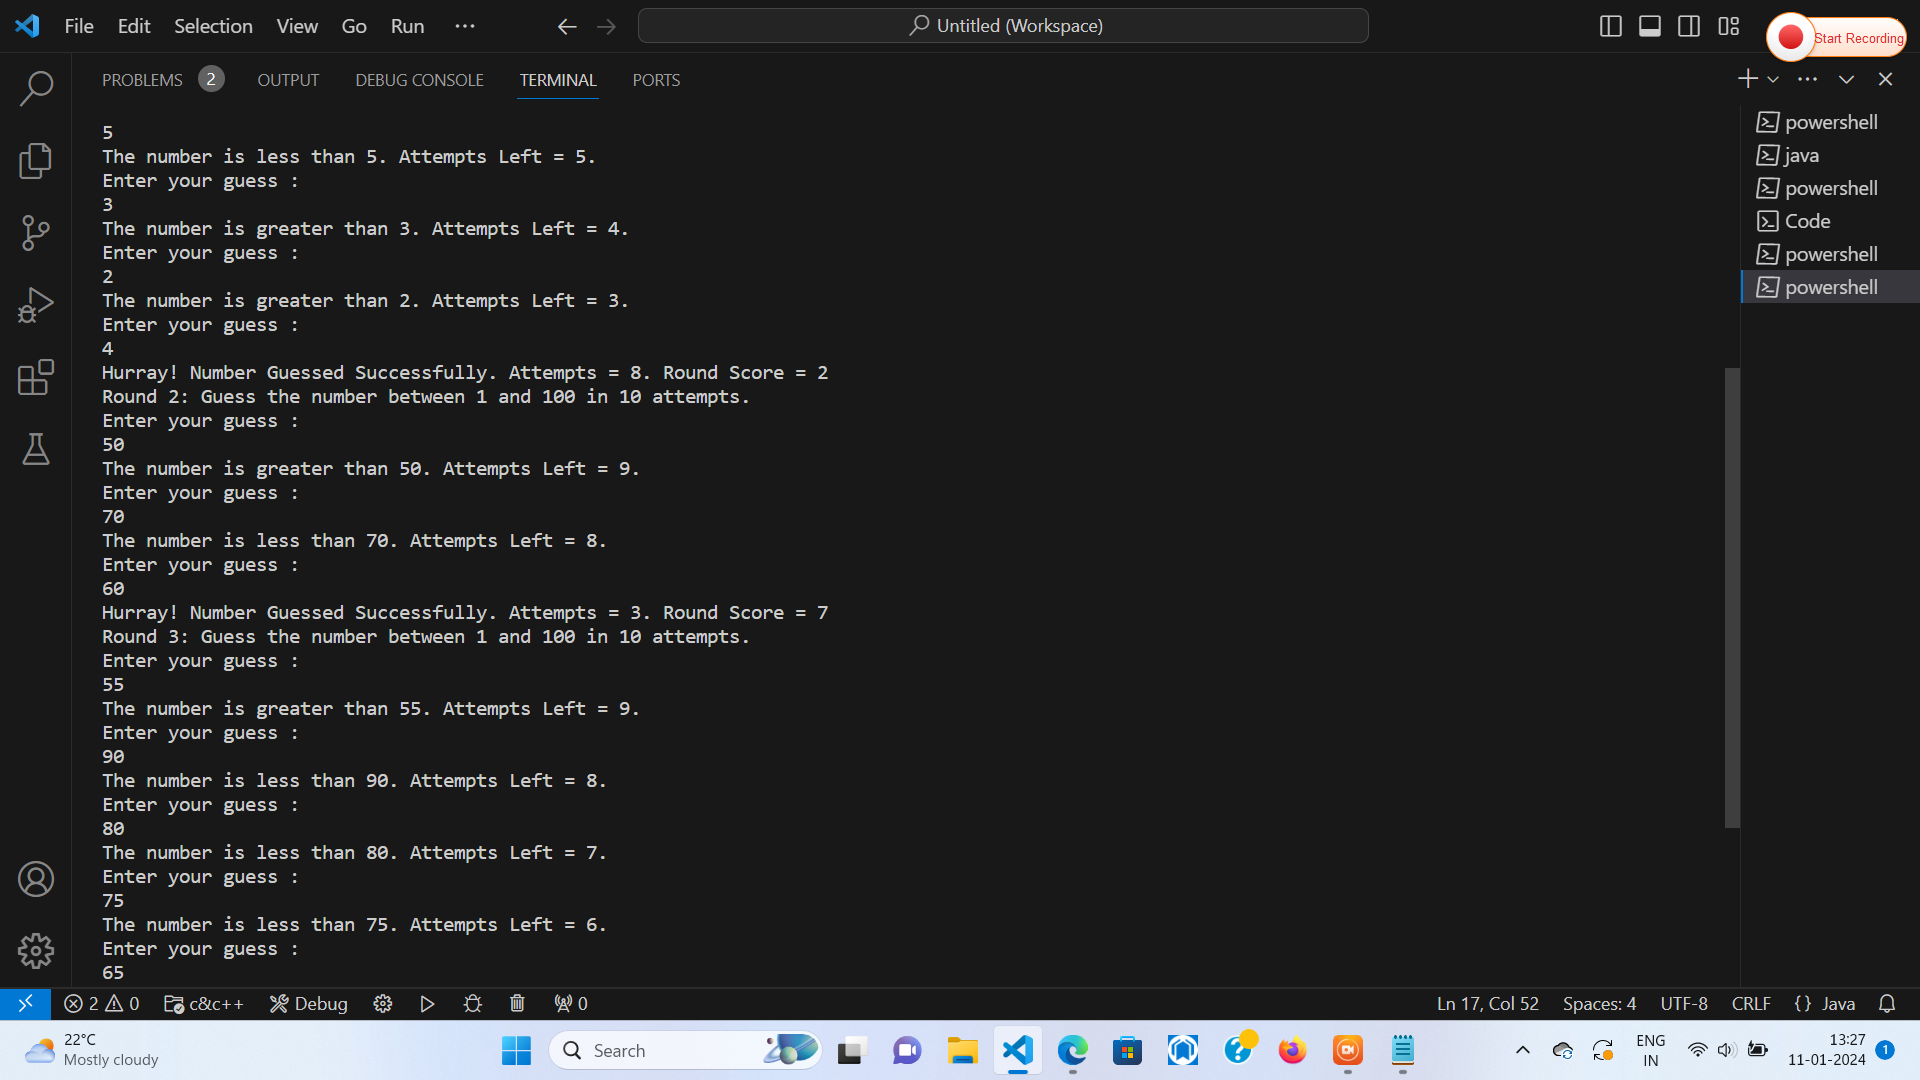 File Edit Selection View Go Run ··· Untitled (Workspace) Start Recording
PROBLEMS 2 OUTPUT DEBUG CONSOLE TERMINAL PORTS
5
The number is less than 5. Attempts Left = 5.
Enter your guess :
3
The number is greater than 3. Attempts Left = 4.
Enter your guess :
2
The number is greater than 2. Attempts Left = 3.
Enter your guess :
4
Hurray! Number Guessed Successfully. Attempts = 8. Round Score = 2
Round 2: Guess the number between 1 and 100 in 10 attempts.
Enter your guess :
50
The number is greater than 50. Attempts Left = 9.
Enter your guess :
70
The number is less than 70. Attempts Left = 8.
Enter your guess :
60
Hurray! Number Guessed Successfully. Attempts = 3. Round Score = 7
Round 3: Guess the number between 1 and 100 in 10 attempts.
Enter your guess :
55
The number is greater than 55. Attempts Left = 9.
Enter your guess :
90
The number is less than 90. Attempts Left = 8.
Enter your guess :
80
The number is less than 80. Attempts Left = 7.
Enter your guess :
75
The number is less than 75. Attempts Left = 6.
Enter your guess :
65
powershell
java
powershell
Code
powershell
powershell
2 0 c&c++ Debug 0 Ln 17, Col 52 Spaces: 4 UTF-8 CRLF {} Java
22°C
Mostly cloudy
Search
ENG
IN
13:27
11-01-2024
1